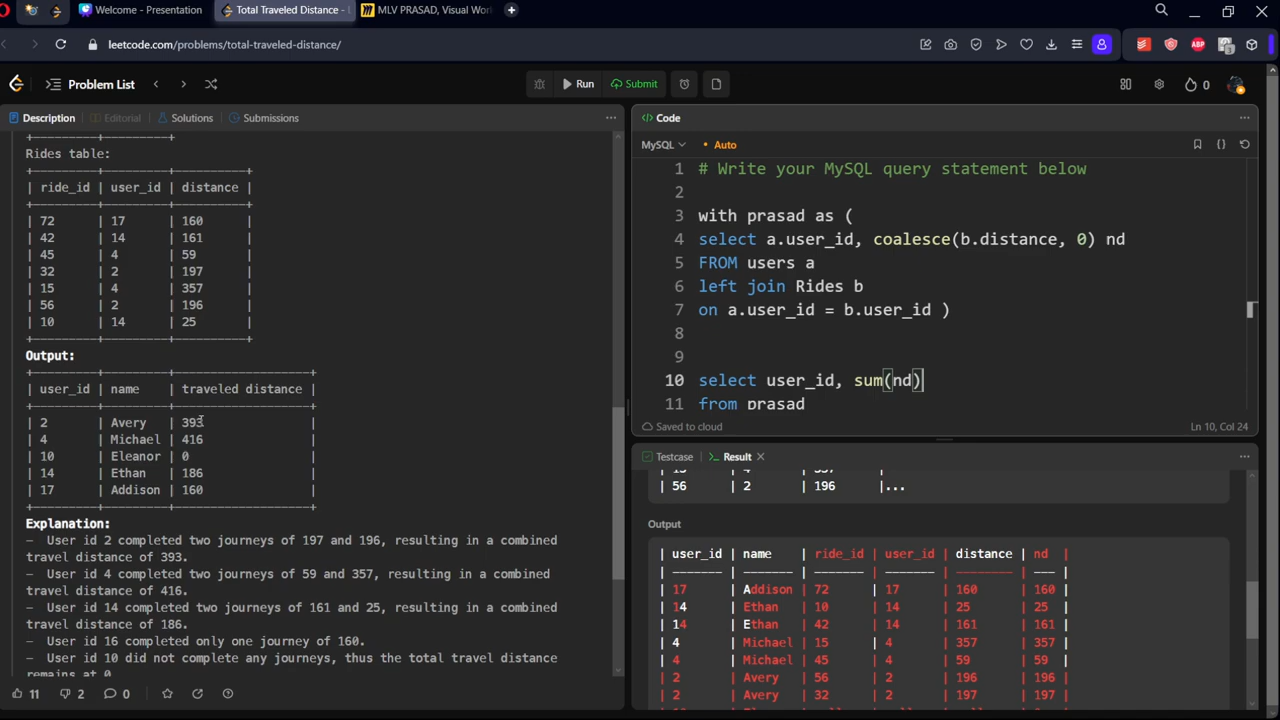 Welcome - Presentation
Total Traveled Distance - L
MLV PRASAD, Visual Wor
leetcode.com/problems/total-traveled-distance/
ABP
Problem List
Run
Submit
0
Description
Editorial
Solutions
Submissions
Rides table:
| ride_id | user_id | distance |
| 72 | 17 | 160 |
| 42 | 14 | 161 |
| 45 | 4 | 59 |
| 32 | 2 | 197 |
| 15 | 4 | 357 |
| 56 | 2 | 196 |
| 10 | 14 | 25 |
Output:
| user_id | name | traveled distance |
| 2 | Avery | 393 |
| 4 | Michael | 416 |
| 10 | Eleanor | 0 |
| 14 | Ethan | 186 |
| 17 | Addison | 160 |
Explanation:
- User id 2 completed two journeys of 197 and 196, resulting in a combined
travel distance of 393.
- User id 4 completed two journeys of 59 and 357, resulting in a combined
travel distance of 416.
- User id 14 completed two journeys of 161 and 25, resulting in a combined
travel distance of 186.
- User id 16 completed only one journey of 160.
- User id 10 did not complete any journeys, thus the total travel distance
remains at 0.
11
2
0
</> Code
MySQL
Auto
1 # Write your MySQL query statement below
2
3 with prasad as (
4 select a.user_id, coalesce(b.distance, 0) nd
5 FROM users a
6 left join Rides b
7 on a.user_id = b.user_id )
8
9
10 select user_id, sum(nd)
11 from prasad
Saved to cloud
Ln 10, Col 24
Testcase
>_ Result
| 15 | 4 | 357 |
| 56 | 2 | 196 |...
Output
| user_id | name | ride_id | user_id | distance | nd |
| 17 | Addison | 72 | 17 | 160 | 160 |
| 14 | Ethan | 10 | 14 | 25 | 25 |
| 14 | Ethan | 42 | 14 | 161 | 161 |
| 4 | Michael | 15 | 4 | 357 | 357 |
| 4 | Michael | 45 | 4 | 59 | 59 |
| 2 | Avery | 56 | 2 | 196 | 196 |
| 2 | Avery | 32 | 2 | 197 | 197 |